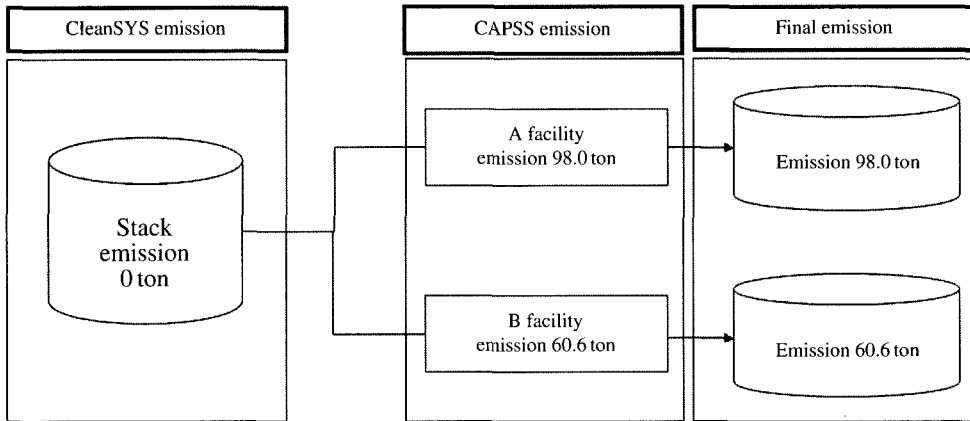 CleanSYS emission
CAPSS emission
Final emission
Stack
emission
0 ton
A facility
emission 98.0 ton
B facility
emission 60.6 ton
Emission 98.0 ton
Emission 60.6 ton